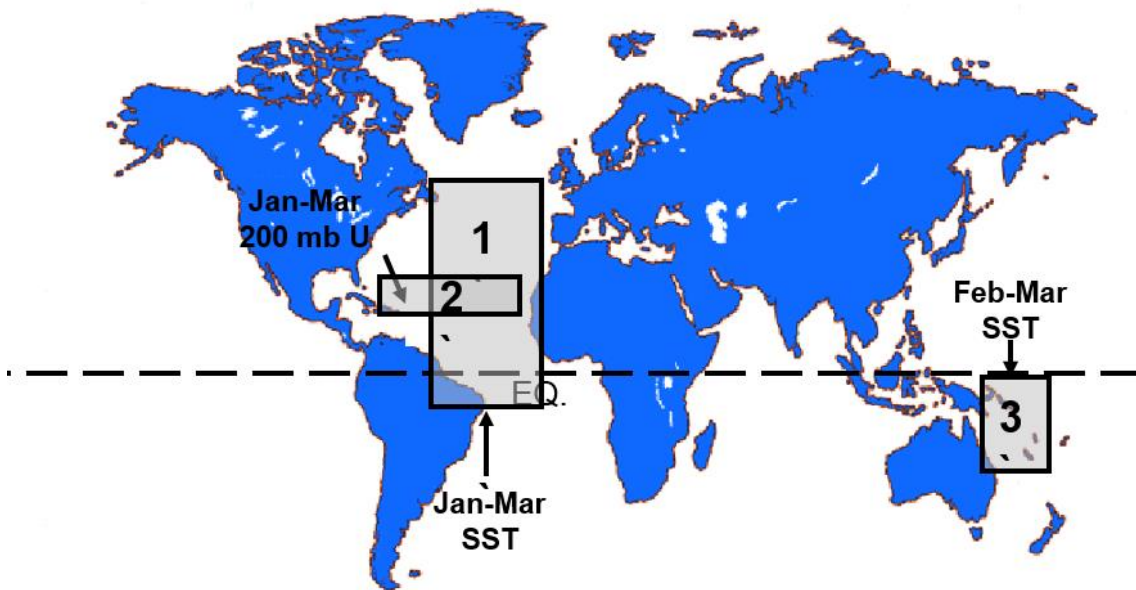 Jan-Mar
200 mb U
1
2
`
Feb-Mar
SST
EQ.
3
`
`
Jan-Mar
SST